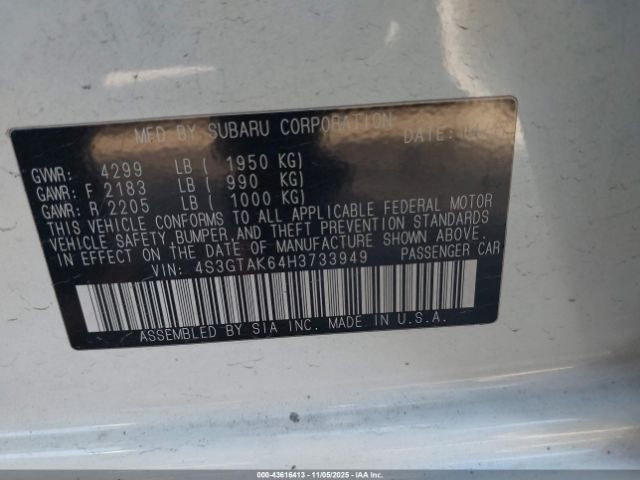 MFD BY SUBARU CORPORATION DATE:
GVWR: 4299 LB ( 1950 KG)
GAWR: F 2183 LB ( 990 KG)
GAWR: R 2205 LB ( 1000 KG)
THIS VEHICLE CONFORMS TO ALL APPLICABLE FEDERAL MOTOR
VEHICLE SAFETY,BUMPER AND THEFT PREVENTION STANDARDS
IN EFFECT ON THE DATE OF MANUFACTURE SHOWN ABOVE.
VIN: 4S3GTAK64H3733949 PASSENGER CAR
ASSEMBLED BY SIA INC. MADE IN U.S.A.
000-43616413 - 11/05/2025 - IAAI.COM